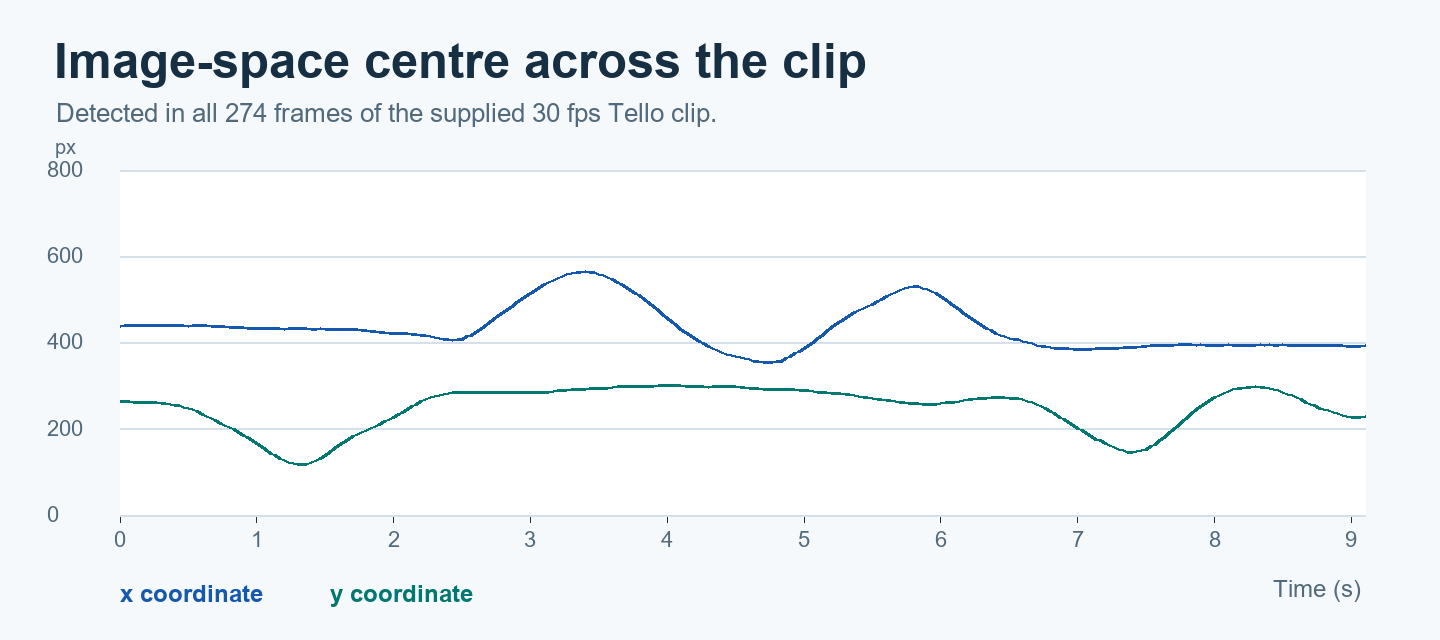 Image-space centre across the clip
Detected in all 274 frames of the supplied 30 fps Tello clip.
px
800
600
400
200
0
0 1 2 3 4 5 6 7 8 9
x coordinate y coordinate Time (s)